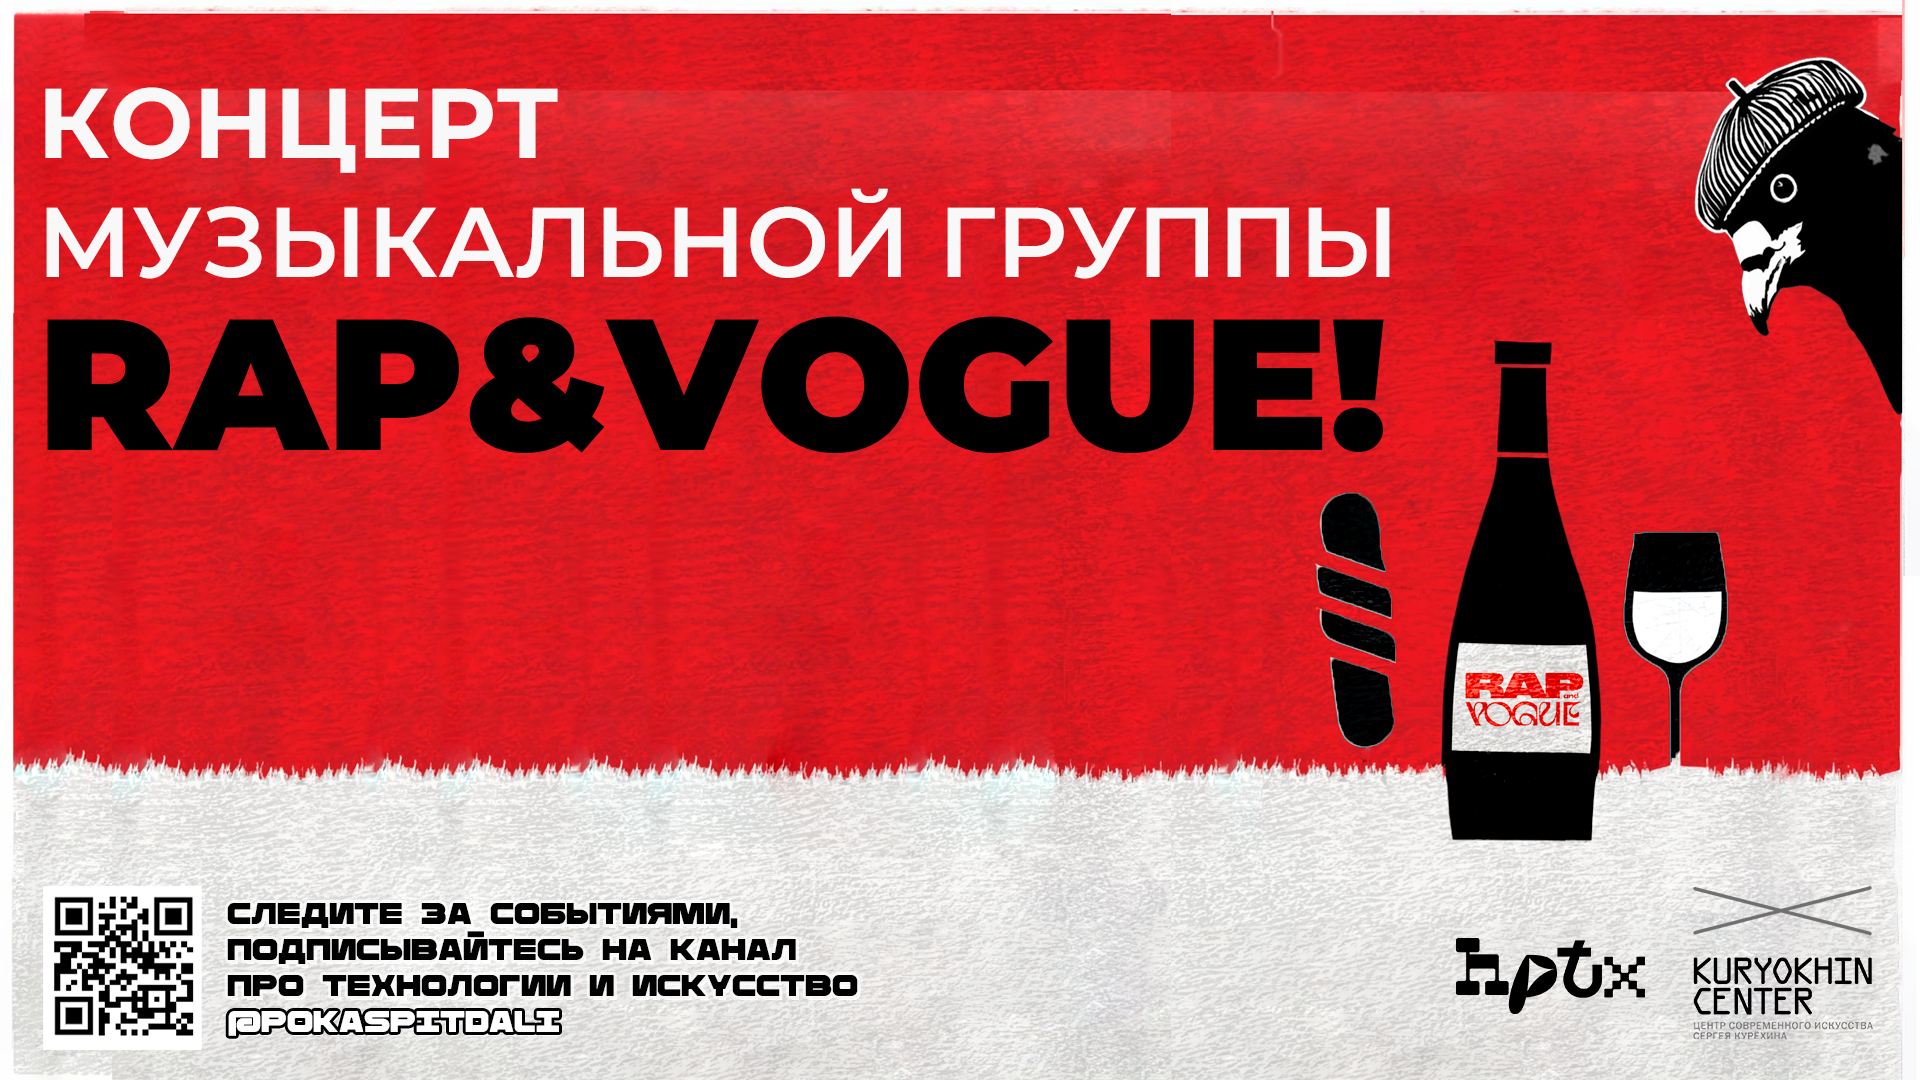 КОНЦЕРТ
МУЗЫКАЛЬНОЙ ГРУППЫ
RAP&VOGUE!
RAP and
VOGUE
СЛЕДИТЕ ЗА СОБЫТИЯМИ,
ПОДПИСЫВАЙТЕСЬ НА КАНАЛ
ПРО ТЕХНОЛОГИИ И ИСКУССТВО
@POKASPITDALI
hptx
KURYOKHIN
CENTER
ЦЕНТР СОВРЕМЕННОГО ИСКУССТВА
СЕРГЕЯ КУРЁХИНА